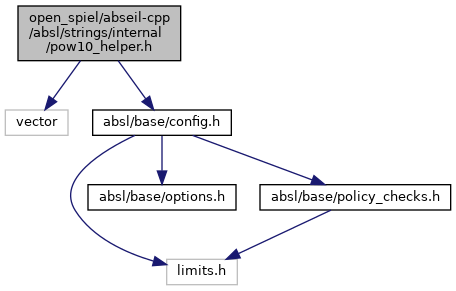 open_spiel/abseil-cpp
/absl/strings/internal
/pow10_helper.h
vector
absl/base/config.h
absl/base/options.h
absl/base/policy_checks.h
limits.h